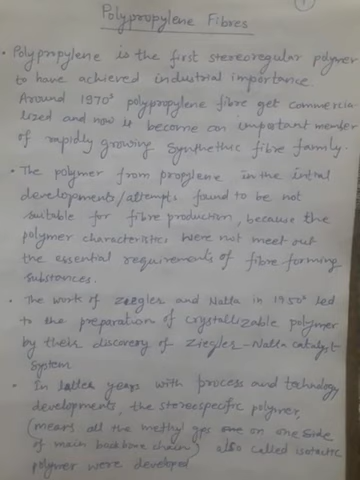 1
Polypropylene Fibres
• Polypropylene is the first stereoregular polymer
to have achieved industrial importance.
Around 1970s polypropylene fibre get commercia-
lized and now it become an important member
of rapidly growing synthethic fibre family.
• The polymer from propylene in the intial
developments/attempts found to be not
suitable for fibre production, because the
polymer characteristics were not meet out
the essential requirements of fibre forming
substances.
• The work of Ziegler and Natta in 1950s led
to the preparation of crystallizable polymer
by their discovery of Ziegler-Natta catalyst
System
• In latter years with process and technology
developments, the stereospecific polymer,
(means all the methyl gps on one side
of main backbone chain) also called isotactic
polymer were developed